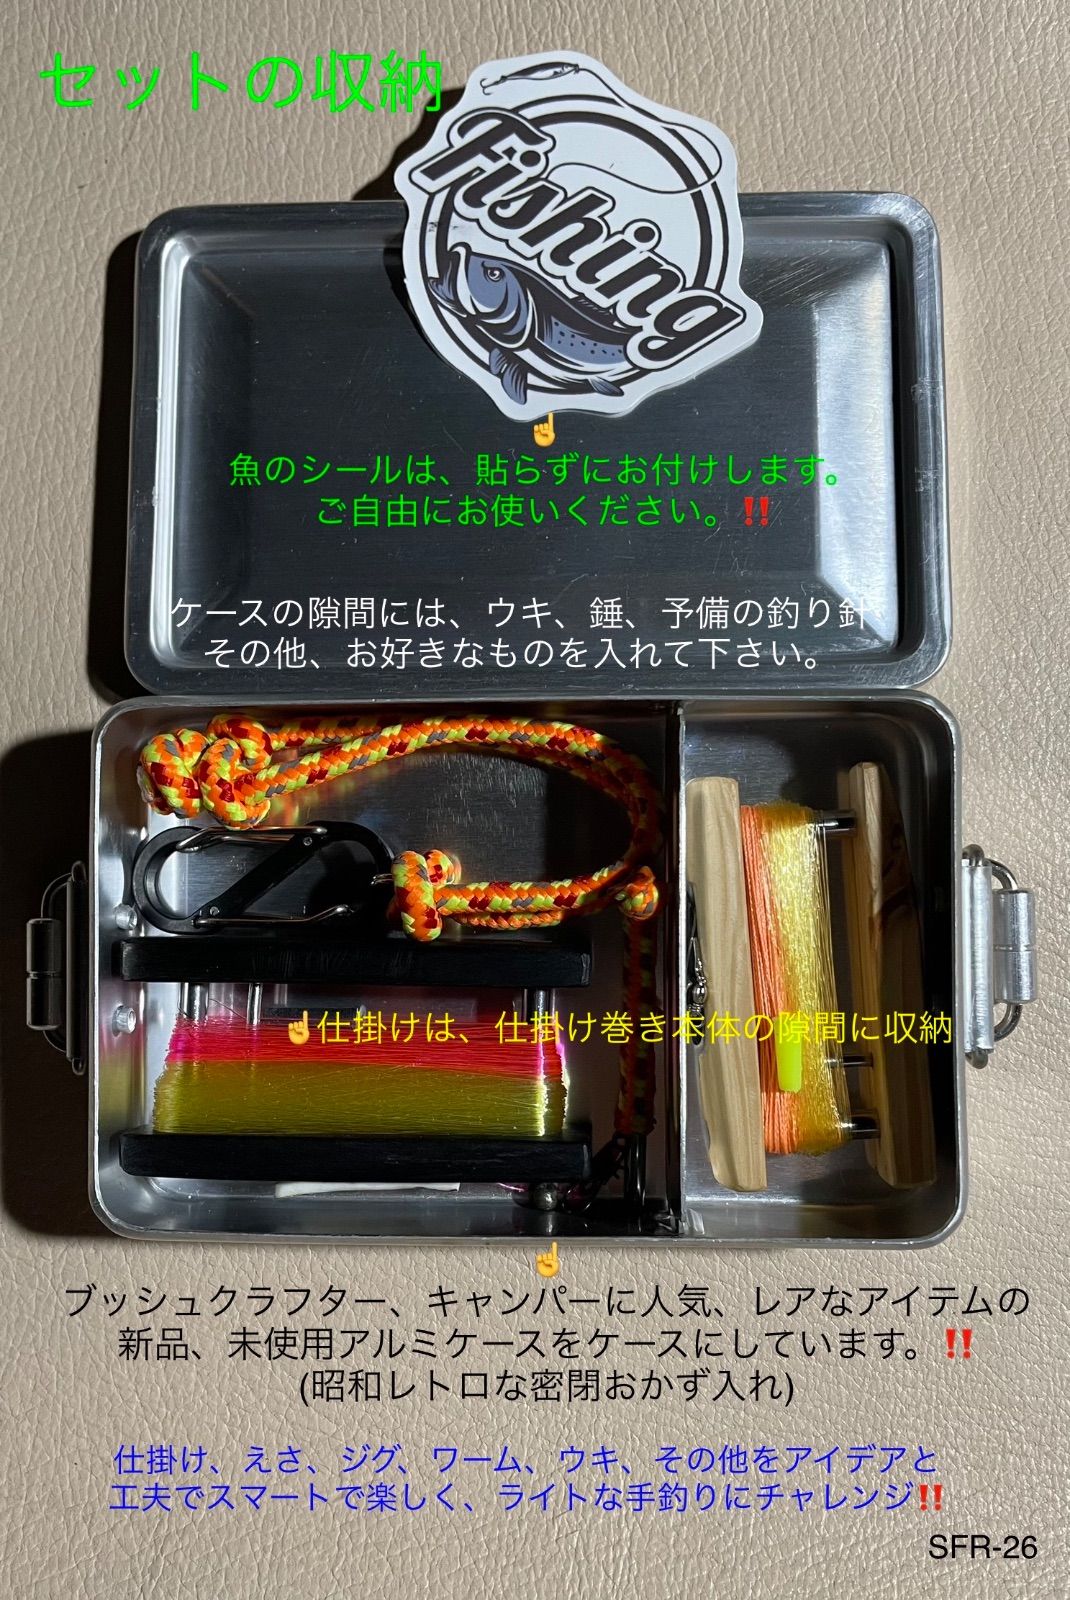 セットの収納
Fishing
☝魚のシールは、貼らずにお付けします。
ご自由にお使いください。‼️
ケースの隙間には、ウキ、錘、予備の釣り針
その他、お好きなものを入れて下さい。
☝仕掛けは、仕掛け巻き本体の隙間に収納
☝
ブッシュクラフター、キャンパーに人気、レアなアイテムの
新品、未使用アルミケースをケースにしています。‼️
(昭和レトロな密閉おかず入れ)
仕掛け、えさ、ジグ、ワーム、ウキ、その他をアイデアと
工夫でスマートで楽しく、ライトな手釣りにチャレンジ‼️
SFR-26